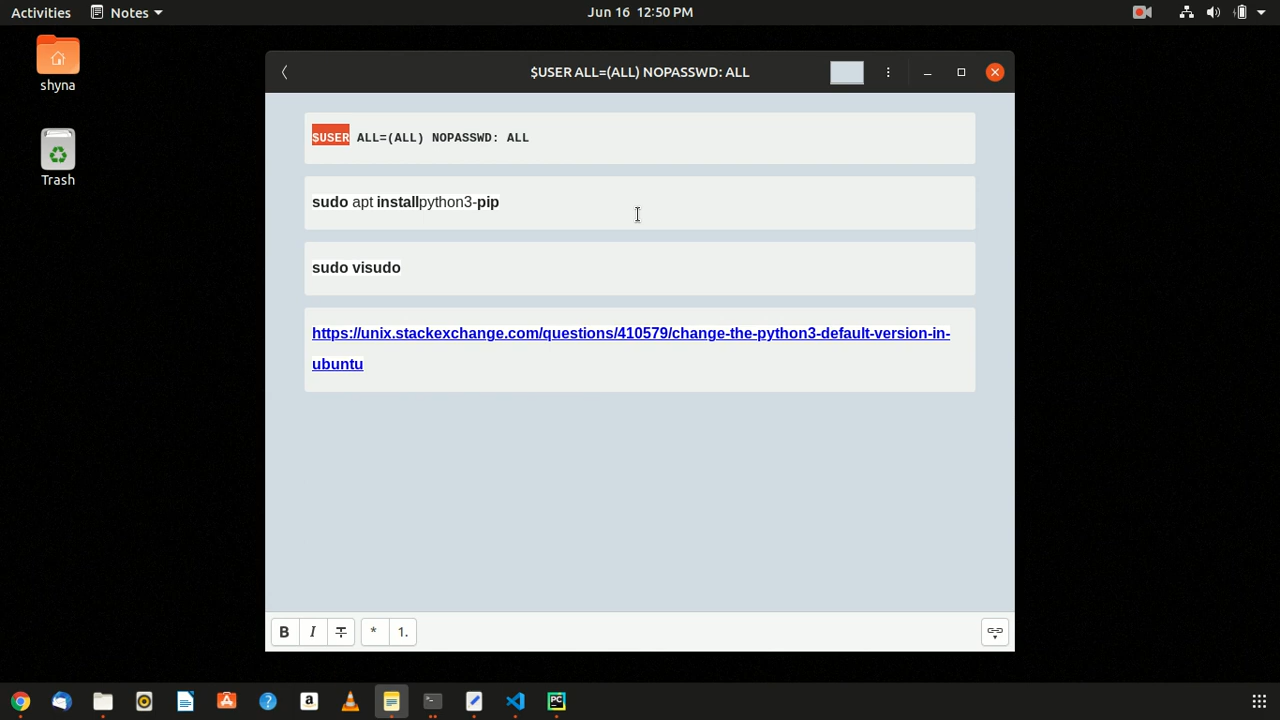 Activities
Notes
Jun 16 12:50 PM
shyna
Trash
$USER ALL=(ALL) NOPASSWD: ALL
$USER ALL=(ALL) NOPASSWD: ALL
sudo apt installpython3-pip
sudo visudo
https://unix.stackexchange.com/questions/410579/change-the-python3-default-version-in-
ubuntu
B I T * 1.
? a >_ PC